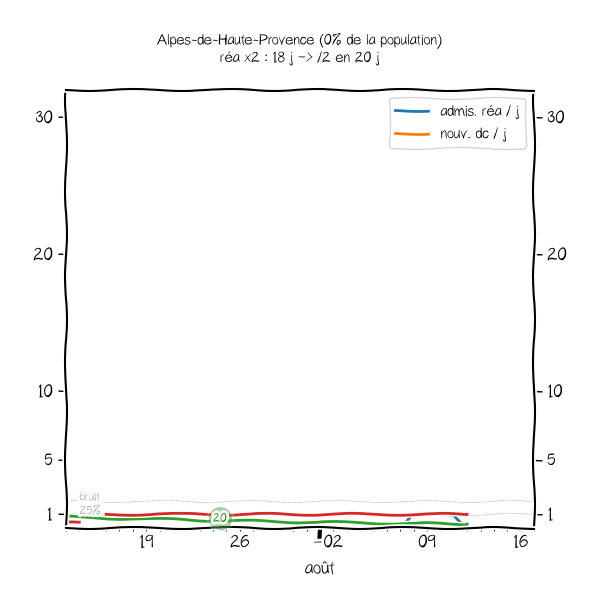 Alpes-de-Haute-Provence (0% de la population)
réa x2 : 18 j -> /2 en 20 j
admis. réa / j
nouv. dc / j
30 30
20 20
10 10
5 5
bruit
25%
1 1
20
19 26 02 09 16
août